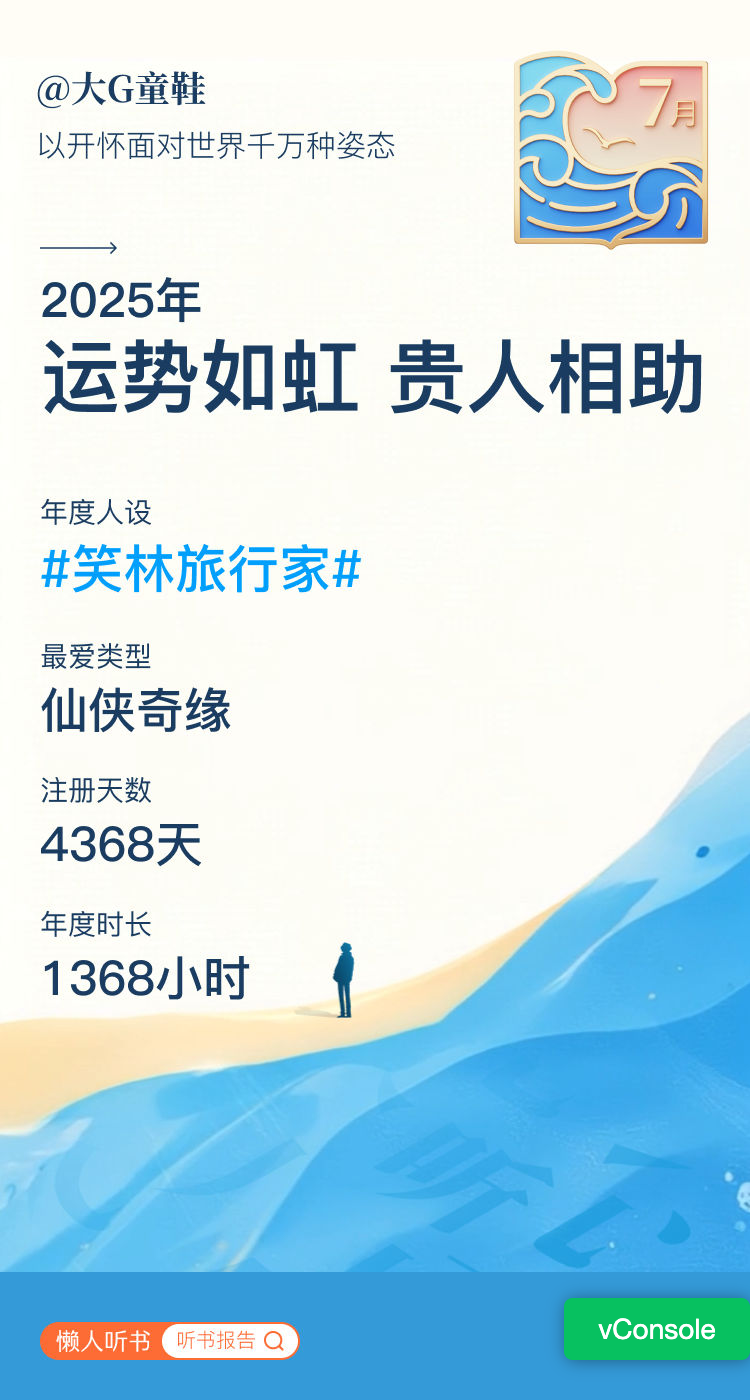 @大G童鞋
以开怀面对世界千万种姿态
7月
2025年
运势如虹 贵人相助
年度人设
#笑林旅行家#
最爱类型
仙侠奇缘
注册天数
4368天
年度时长
1368小时
听心
懒人听书 听书报告
vConsole